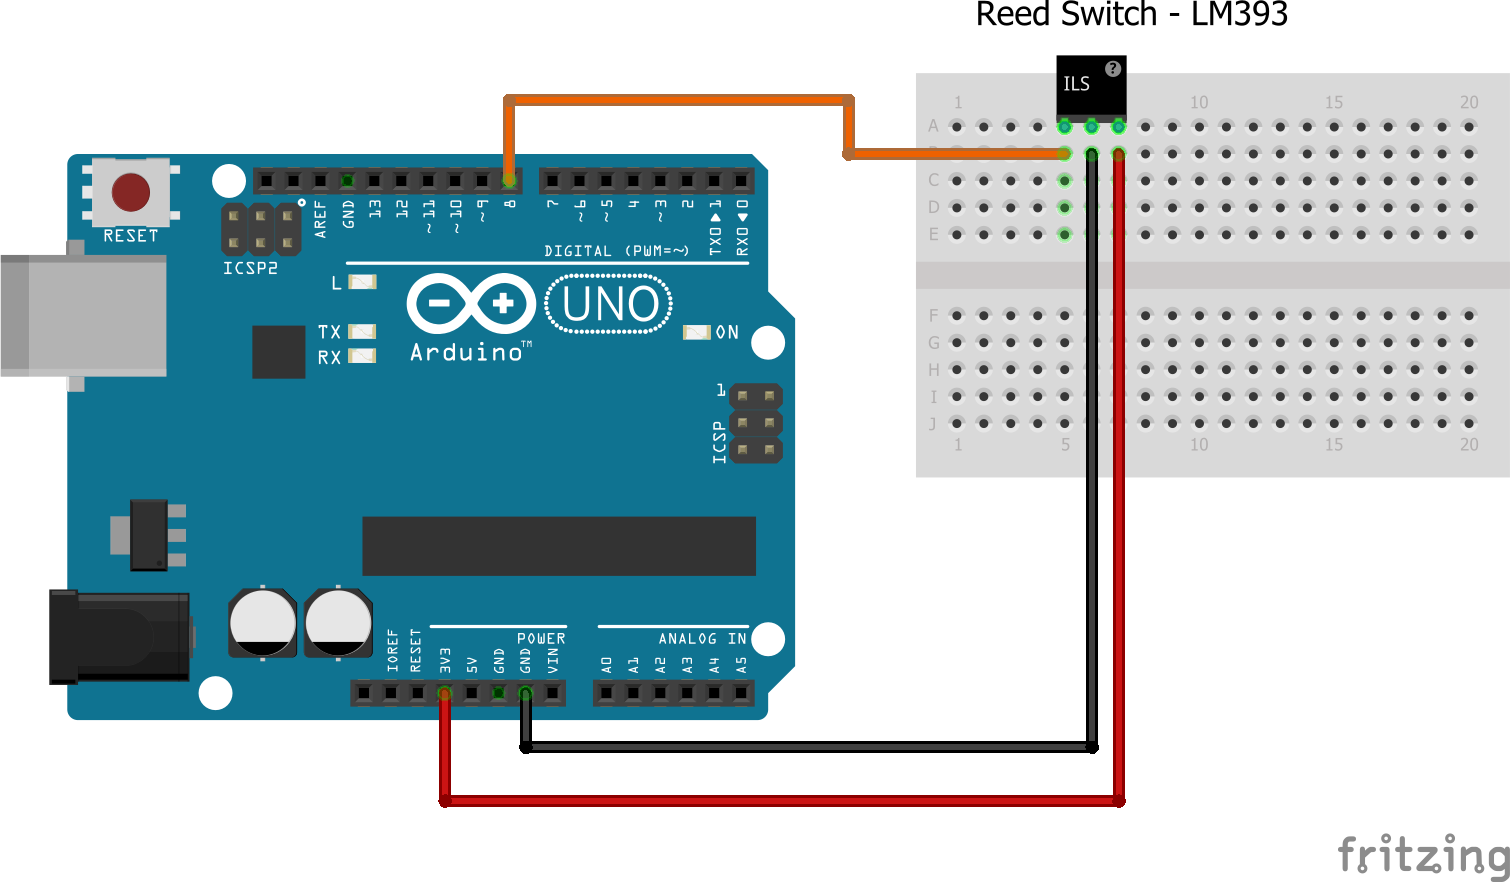 Reed Switch - LM393
ILS
?
1
10
15
20
A
B
C
D
E
F
G
H
I
J
1
5
10
15
20
RESET
ICSP2
AREF
GND
13
12
~11
~10
~9
8
7
~6
~5
4
~3
2
TX0▶1
RX0◀0
DIGITAL (PWM=~)
L
TX
RX
UNO
Arduino™
ON
1
ICSP
POWER
ANALOG IN
IOREF
RESET
3V3
5V
GND
GND
VIN
A0
A1
A2
A3
A4
A5
fritzing